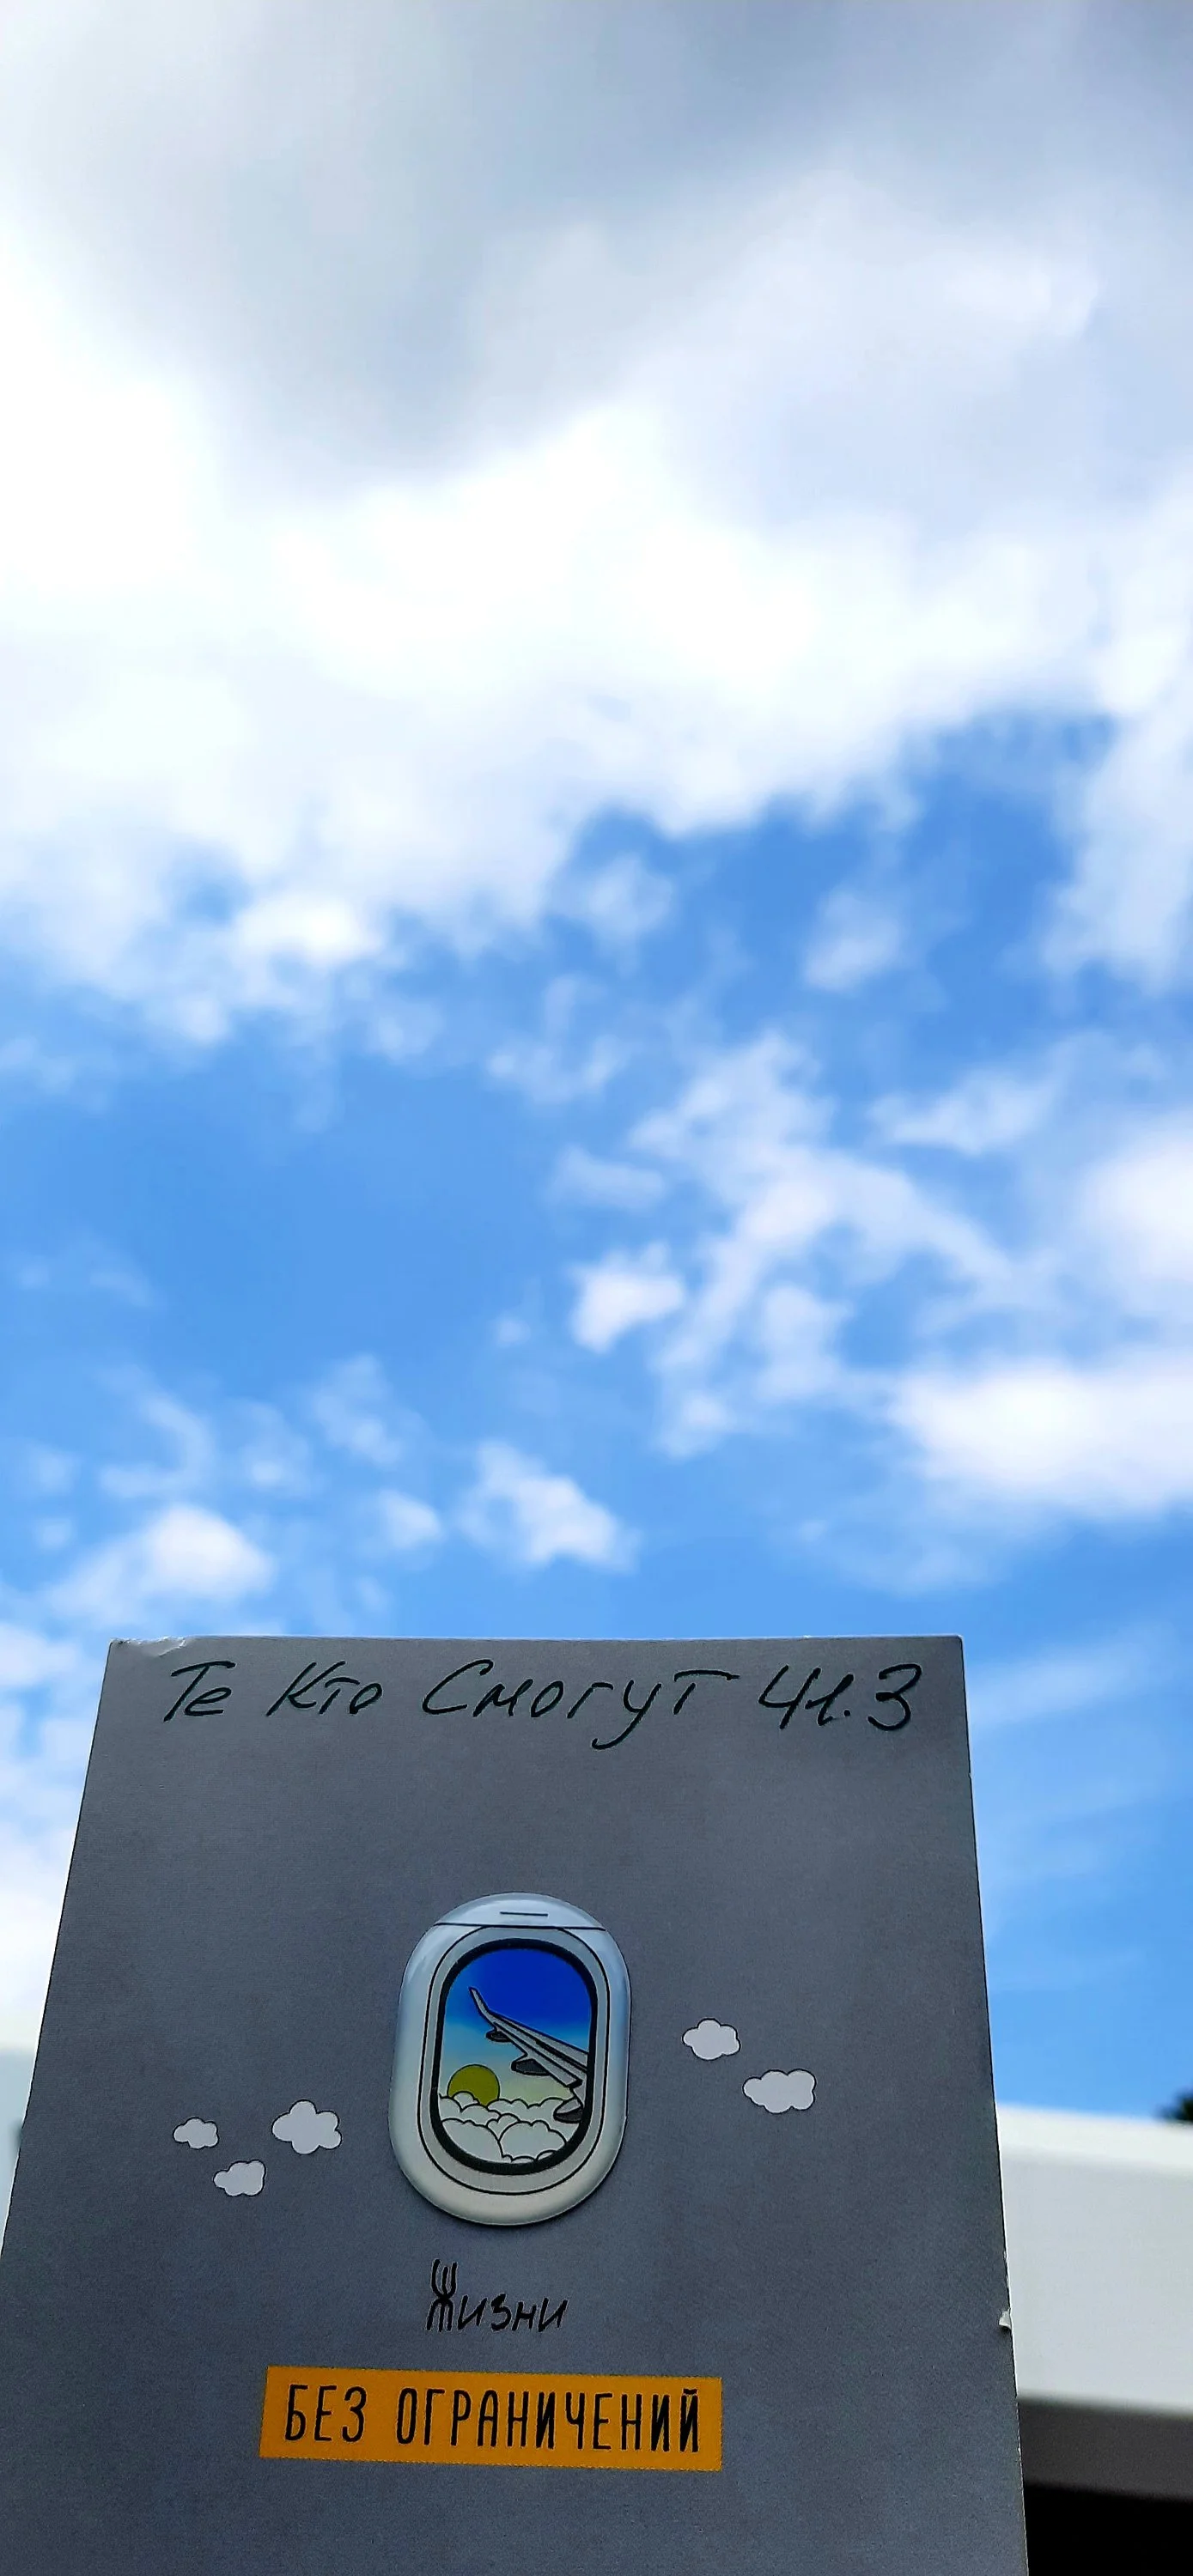 Те Кто Смогут 41.3
Жизни
БЕЗ ОГРАНИЧЕНИЙ